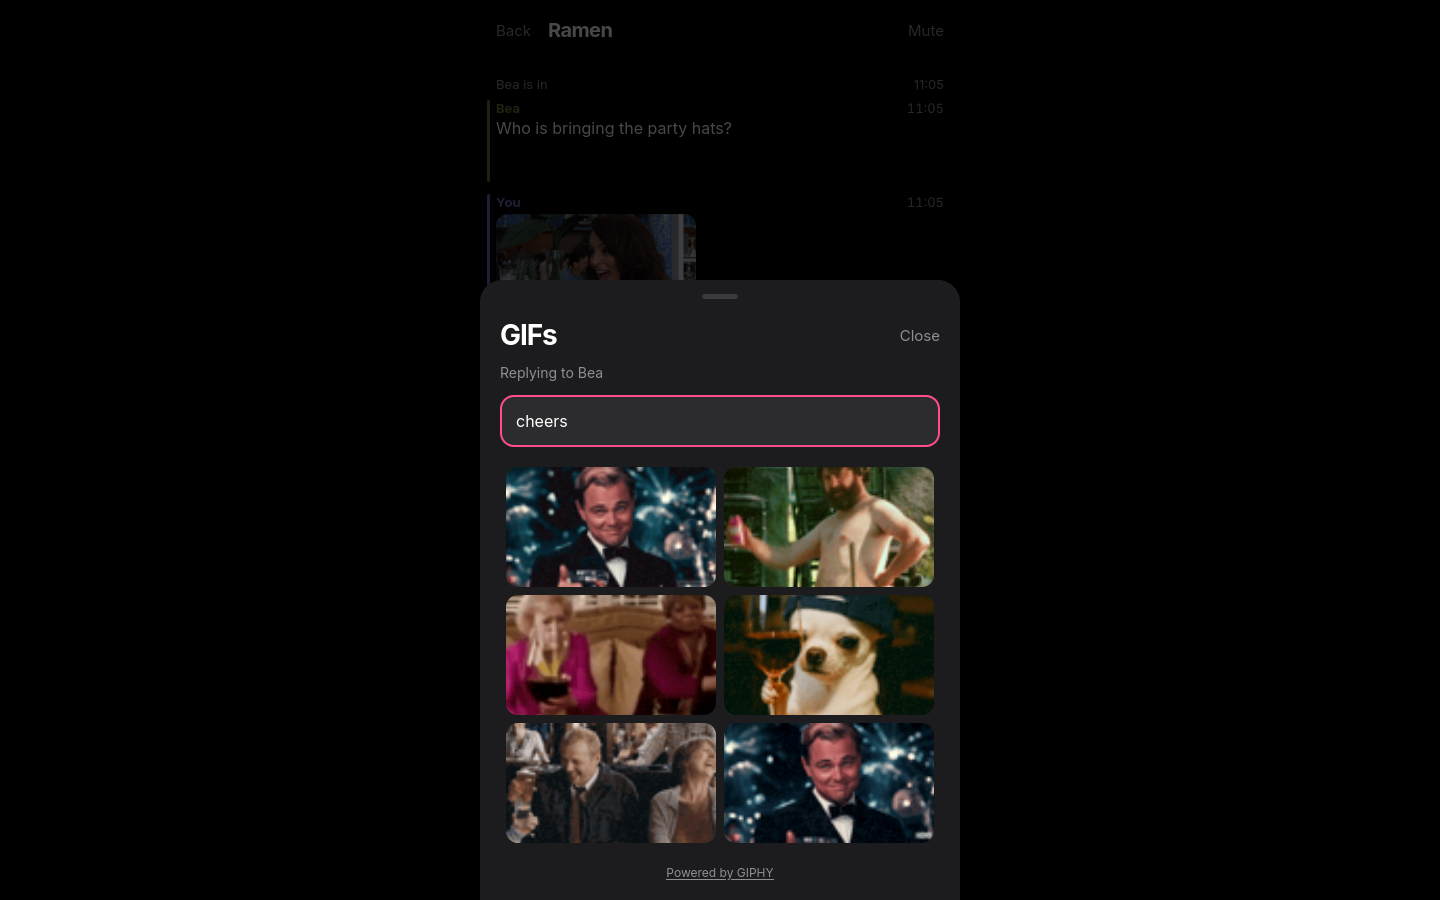 Back Ramen Mute
Bea is in 11:05
Bea 11:05
Who is bringing the party hats?
You 11:05
GIFs Close
Replying to Bea
cheers
Powered by GIPHY